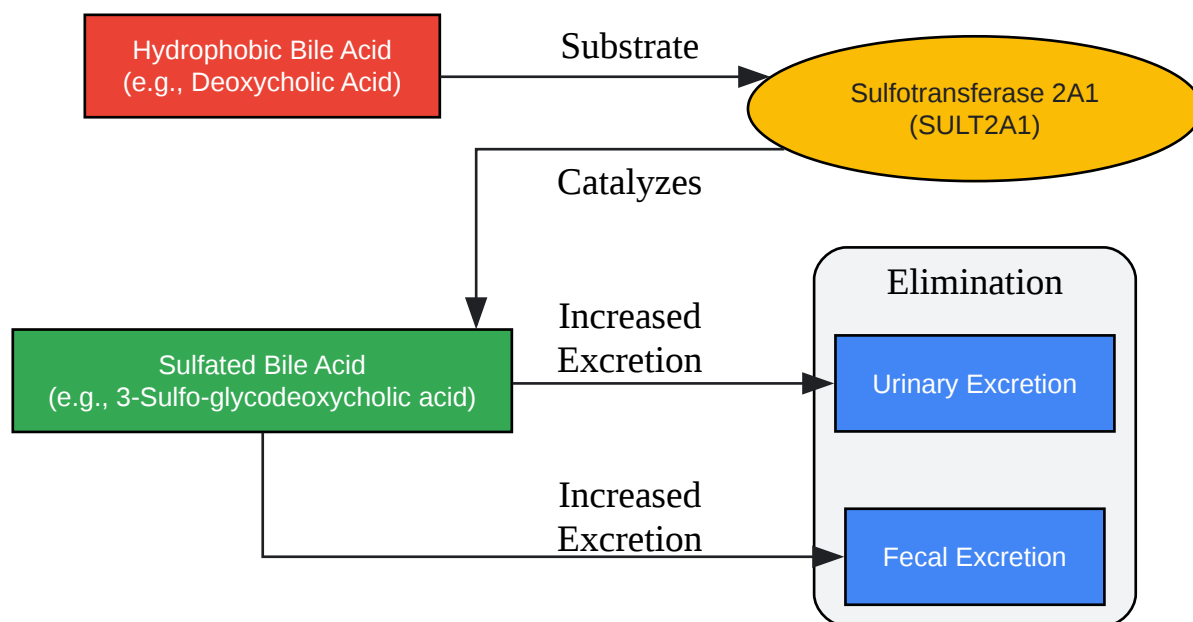 Hydrophobic Bile Acid
(e.g., Deoxycholic Acid)
Substrate
Sulfotransferase 2A1
(SULT2A1)
Catalyzes
Elimination
Sulfated Bile Acid
(e.g., 3-Sulfo-glycodeoxycholic acid)
Increased
Excretion
Urinary Excretion
Increased
Excretion
Fecal Excretion